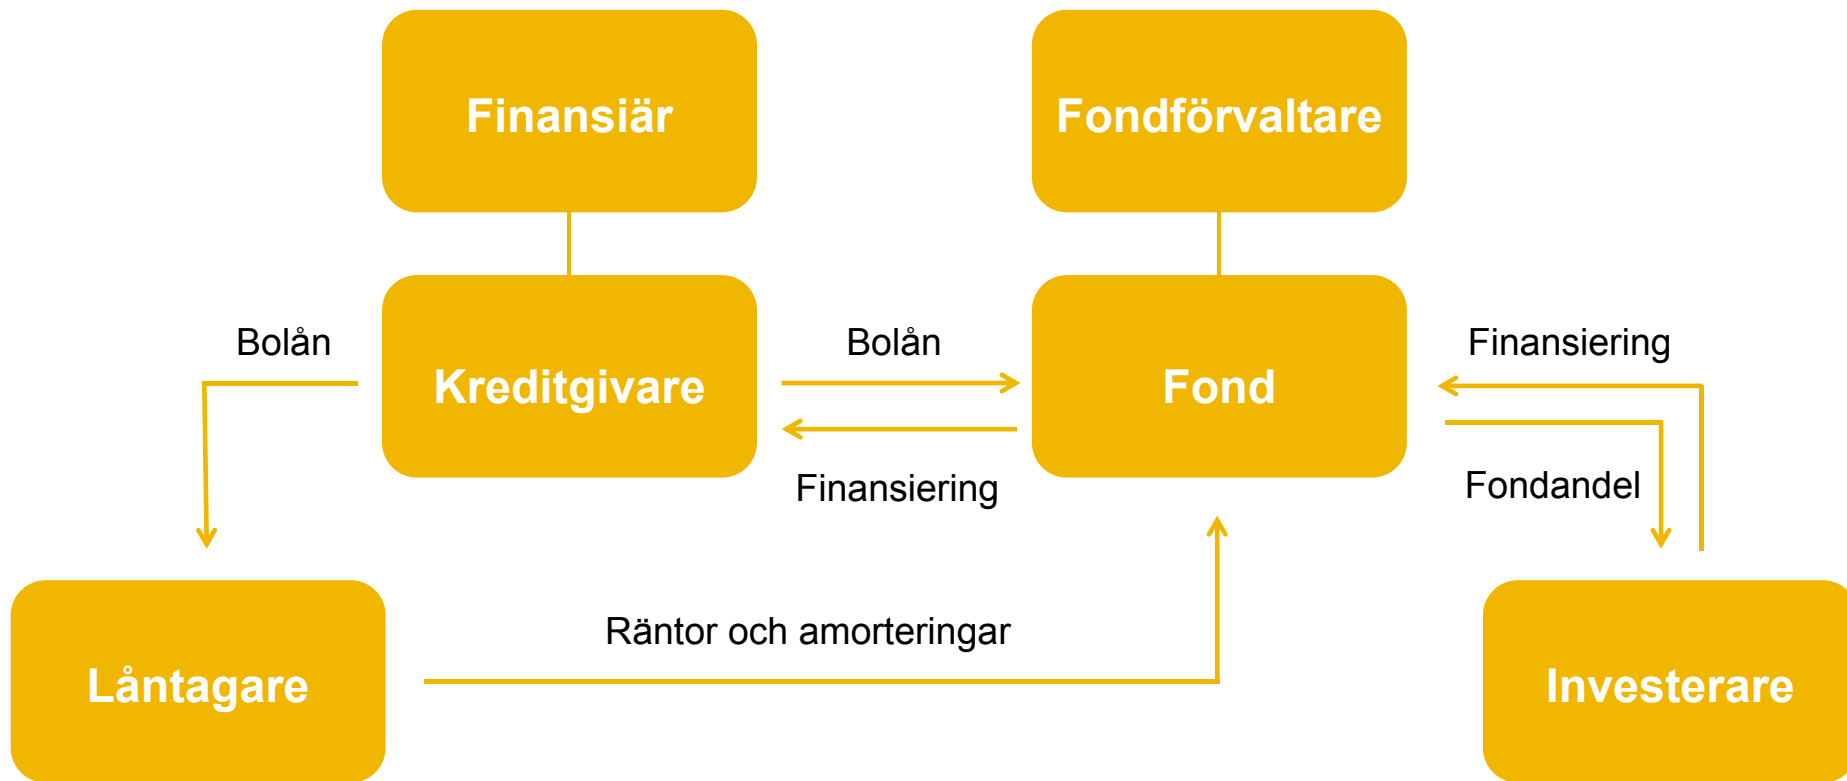 Finansiär
Fondförvaltare
Bolån
Kreditgivare
Bolån
Fond
Finansiering
Finansiering
Fondandel
Räntor och amorteringar
Låntagare
Investerare